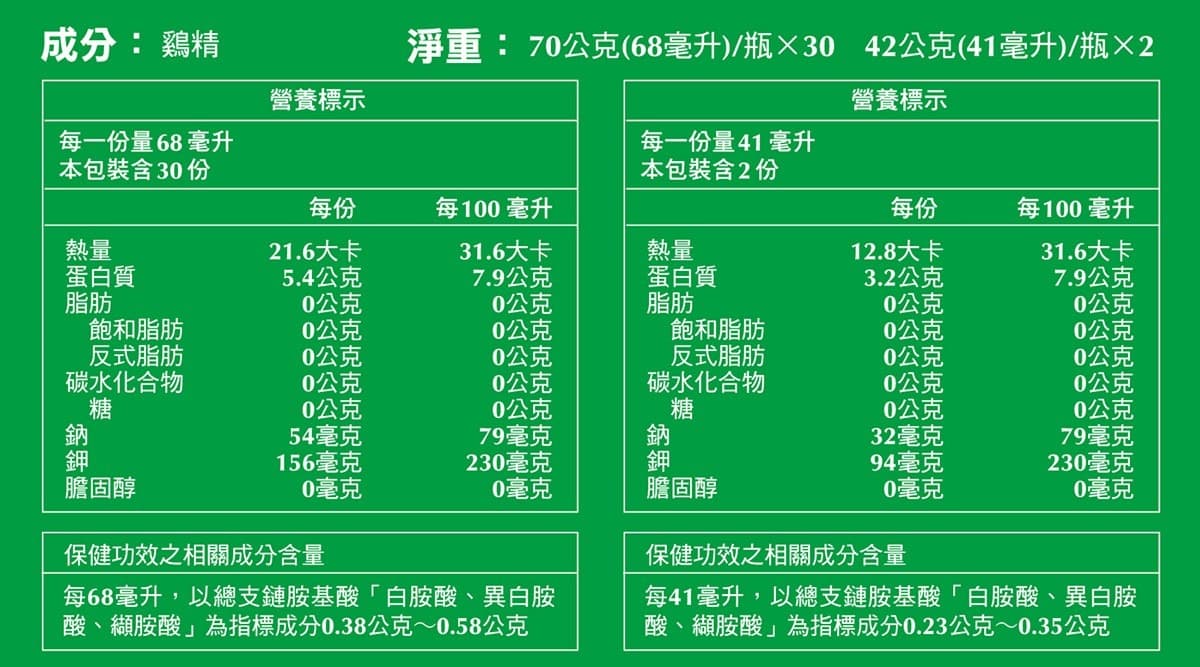 成分：鷄精
淨重：70公克(68毫升)/瓶×30 42公克(41毫升)/瓶×2
營養標示
每一份量68毫升
本包裝含30份
每份 每100毫升
熱量 21.6大卡 31.6大卡
蛋白質 5.4公克 7.9公克
脂肪 0公克 0公克
飽和脂肪 0公克 0公克
反式脂肪 0公克 0公克
碳水化合物 0公克 0公克
糖 0公克 0公克
鈉 54毫克 79毫克
鉀 156毫克 230毫克
膽固醇 0毫克 0毫克
保健功效之相關成分含量
每68毫升，以總支鏈胺基酸「白胺酸、異白胺
酸、纈胺酸」為指標成分0.38公克～0.58公克
營養標示
每一份量41毫升
本包裝含2份
每份 每100毫升
熱量 12.8大卡 31.6大卡
蛋白質 3.2公克 7.9公克
脂肪 0公克 0公克
飽和脂肪 0公克 0公克
反式脂肪 0公克 0公克
碳水化合物 0公克 0公克
糖 0公克 0公克
鈉 32毫克 79毫克
鉀 94毫克 230毫克
膽固醇 0毫克 0毫克
保健功效之相關成分含量
每41毫升，以總支鏈胺基酸「白胺酸、異白胺
酸、纈胺酸」為指標成分0.23公克～0.35公克